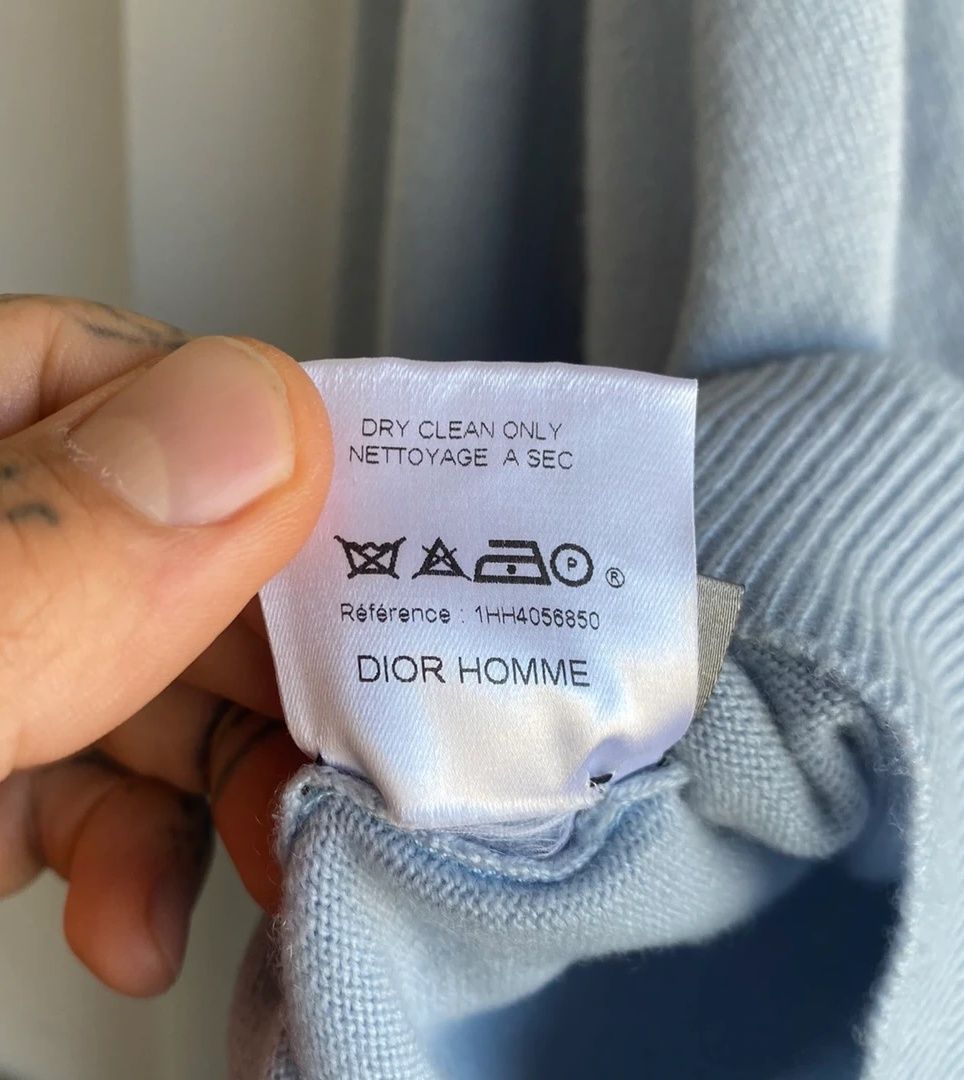 DRY CLEAN ONLY
NETTOYAGE A SEC
P ®
Référence : 1HH4056850
DIOR HOMME